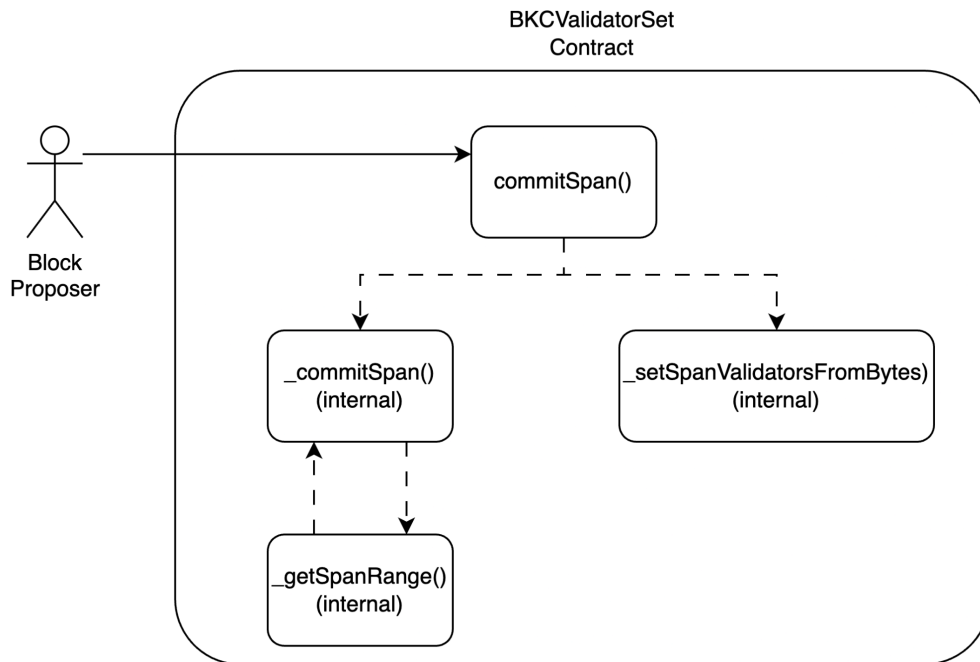 BKCValidatorSet
Contract
commitSpan()
Block
Proposer
_commitSpan()
(internal)
_setSpanValidatorsFromBytes)
(internal)
_getSpanRange()
(internal)